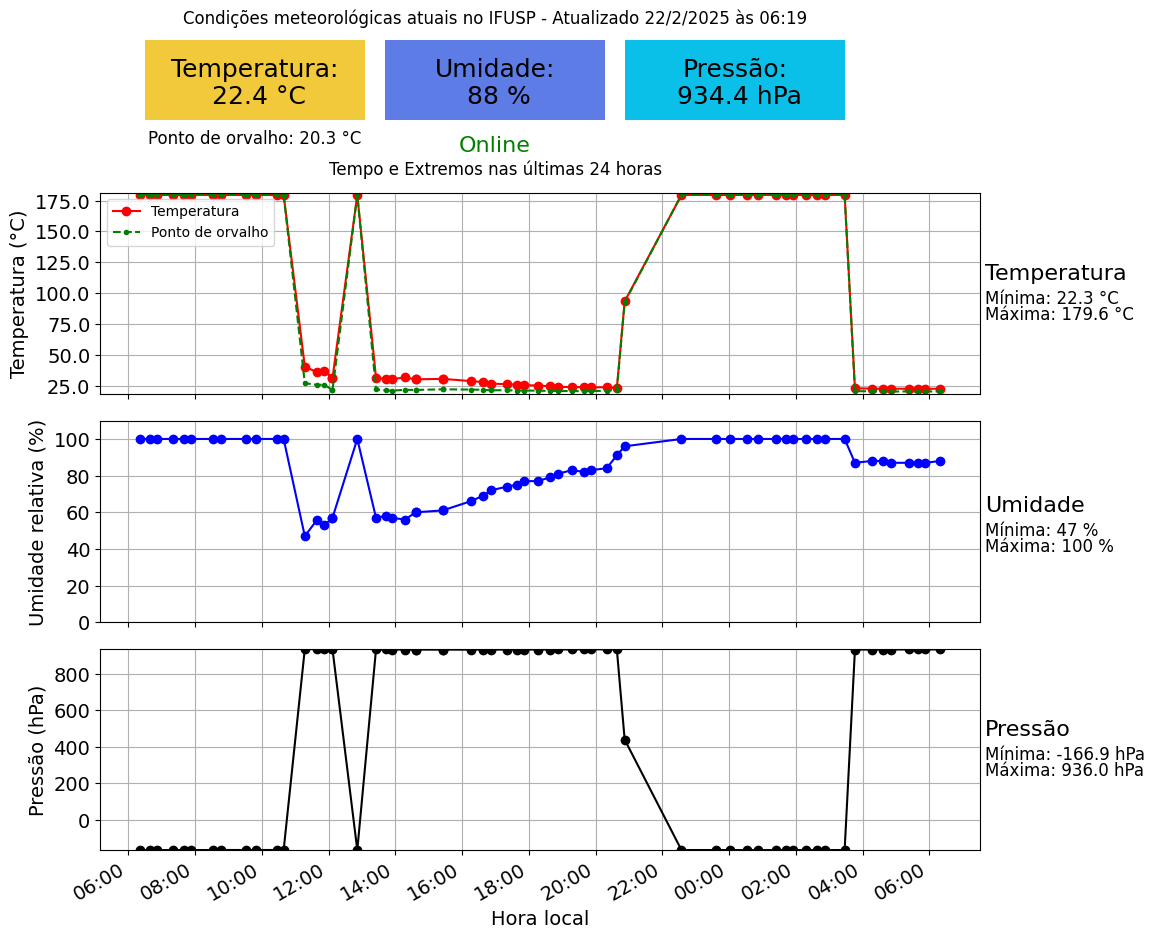 Condições meteorológicas atuais no IFUSP - Atualizado 22/2/2025 às 06:19
Temperatura:
22.4 °C
Umidade:
88 %
Pressão:
934.4 hPa
Ponto de orvalho: 20.3 °C
Online
Tempo e Extremos nas últimas 24 horas
Temperatura (°C)
175.0
150.0
125.0
100.0
75.0
50.0
25.0
Temperatura
Ponto de orvalho
Temperatura
Mínima: 22.3 °C
Máxima: 179.6 °C
Umidade relativa (%)
100
80
60
40
20
0
Umidade
Mínima: 47 %
Máxima: 100 %
Pressão (hPa)
800
600
400
200
0
Pressão
Mínima: -166.9 hPa
Máxima: 936.0 hPa
06:00 08:00 10:00 12:00 14:00 16:00 18:00 20:00 22:00 00:00 02:00 04:00 06:00
Hora local